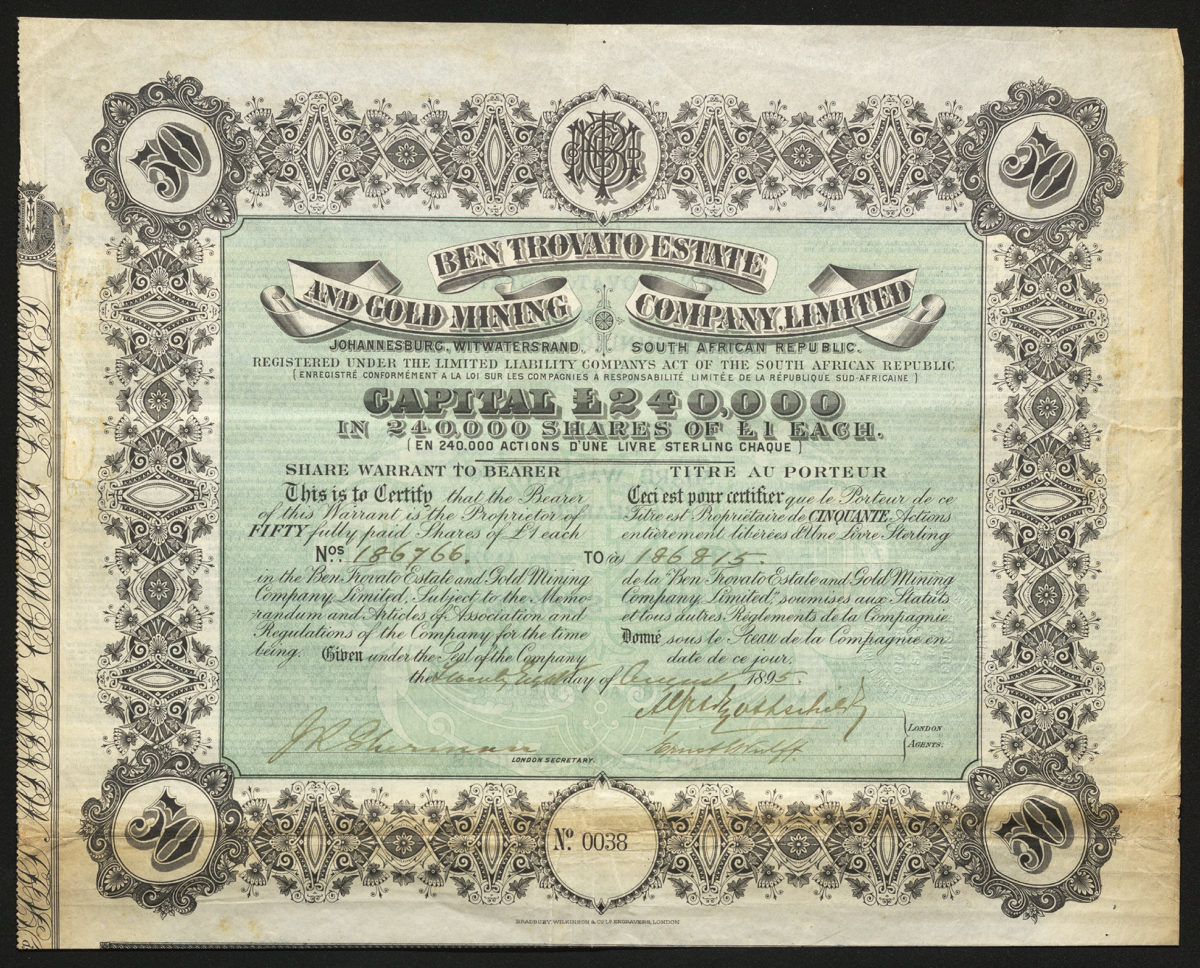 50
50
BEN TROVATO ESTATE
AND GOLD MINING COMPANY, LIMITED
JOHANNESBURG, WITWATERSRAND, SOUTH AFRICAN REPUBLIC.
REGISTERED UNDER THE LIMITED LIABILITY COMPANYS ACT OF THE SOUTH AFRICAN REPUBLIC
(ENREGISTRÉ CONFORMÉMENT A LA LOI SUR LES COMPAGNIES À RESPONSABILITÉ LIMITÉE DE LA RÉPUBLIQUE SUD-AFRICAINE)
CAPITAL £240,000
IN 240,000 SHARES OF £1 EACH.
(EN 240.000 ACTIONS D'UNE LIVRE STERLING CHAQUE)
SHARE WARRANT TO BEARER
This is to Certify that the Bearer
of this Warrant is the Proprietor of
FIFTY fully paid Shares of £1 each
Nos. 186766.
in the Ben Trovato Estate and Gold Mining
Company, Limited, Subject to the Memo-
randum and Articles of Association and
Regulations of the Company for the time
being. Given under the Seal of the Company
TITRE AU PORTEUR
Ceci est pour certifier que le Porteur de ce
Titre est Propriétaire de CINQUANTE Actions
entièrement libérées d'Une Livre Sterling
TO (à) 186815.
de la "Ben Trovato Estate and Gold Mining
Company Limited," soumises aux Statuts
et tous autres Règlements de la Compagnie
Donné sous le Sceau de la Compagnie en
date de ce jour.
the Twenty eighth day of August 1895.
J R Sherman
LONDON SECRETARY.
LONDON
AGENTS.
50
No. 0038
50
BRADBURY, WILKINSON & Co. Ld. ENGRAVERS, LONDON